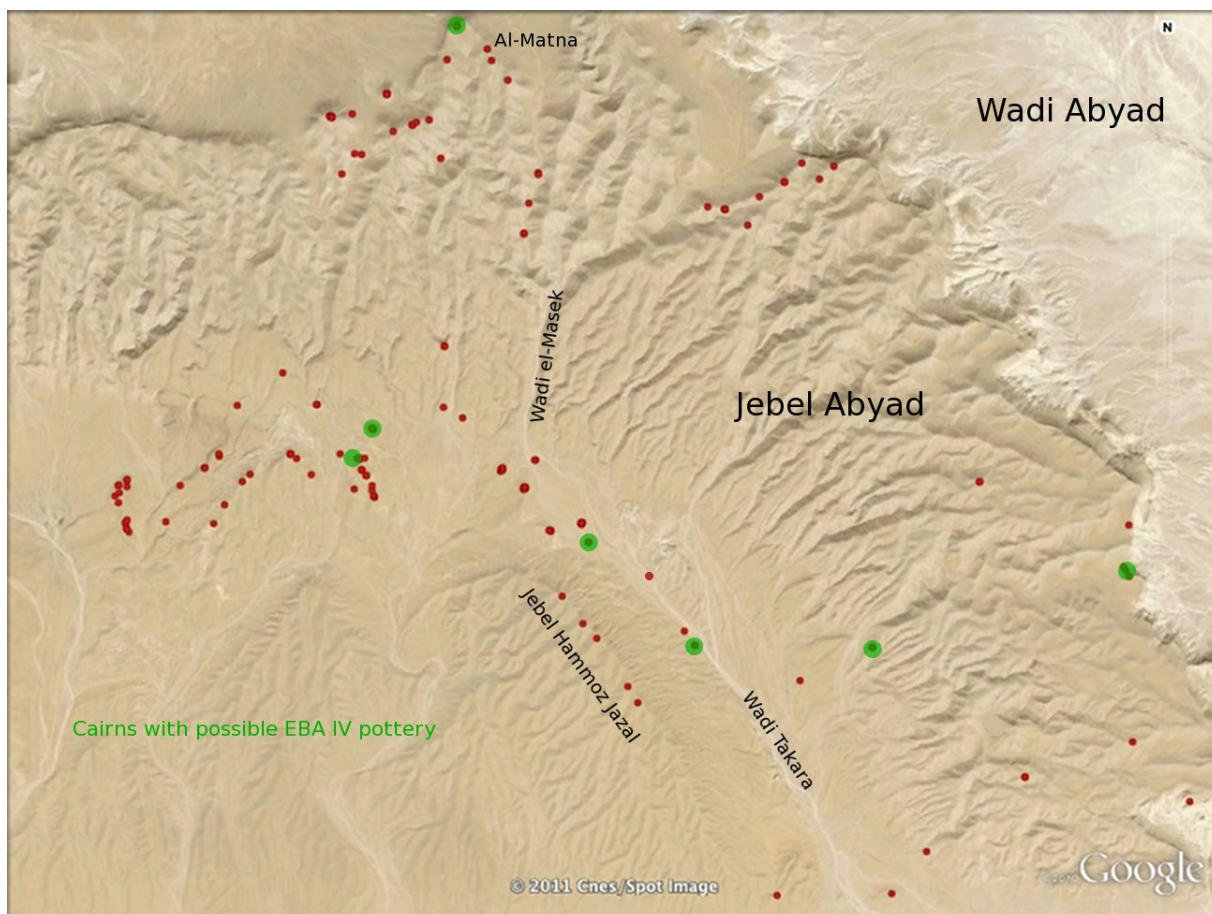 N
Al-Matna
Wadi Abyad
Wadi el-Masek
Jebel Abyad
Jebel Hammoz Jazal
Wadi Takara
Cairns with possible EBA IV pottery
© 2011 Cnes/Spot Image
©2010 Google